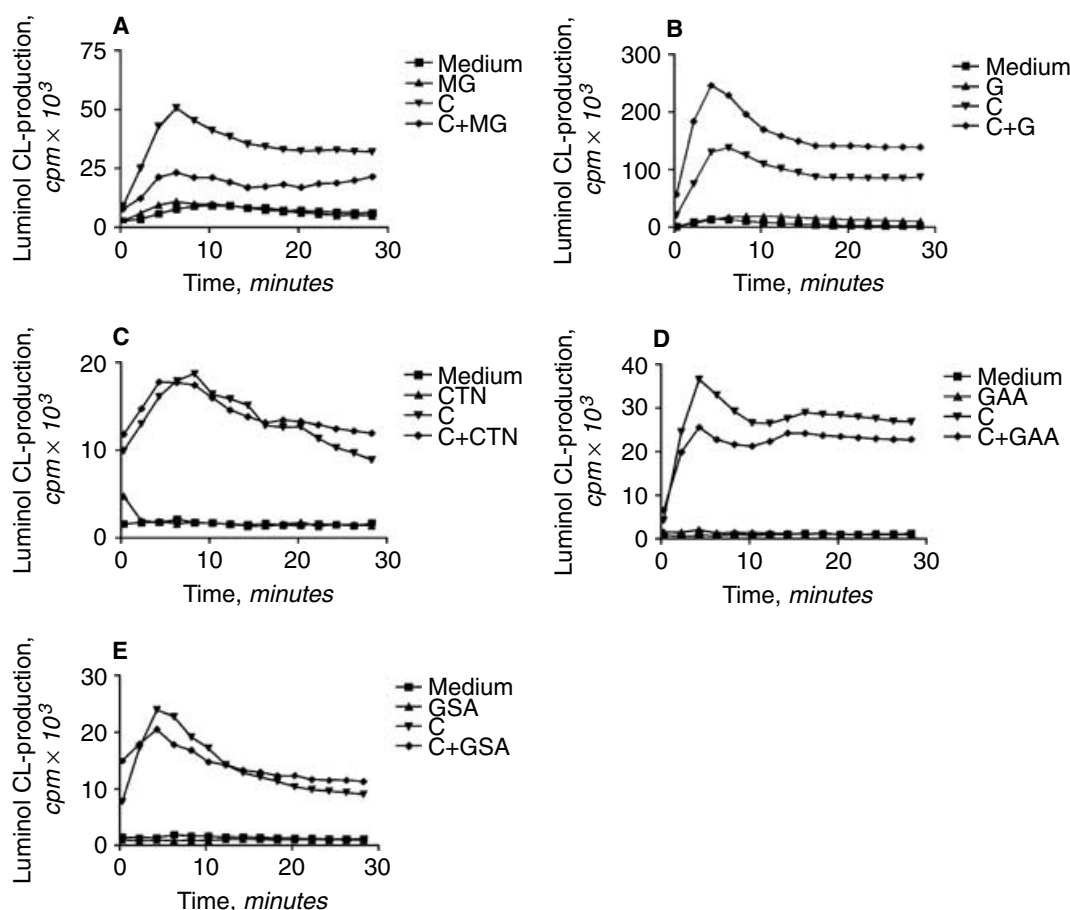 A
Luminol CL-production,
cpm × 10³
75
50
25
0
0 10 20 30
Time, minutes
Medium
MG
C
C+MG
B
Luminol CL-production,
cpm × 10³
300
200
100
0
0 10 20 30
Time, minutes
Medium
G
C
C+G
C
Luminol CL-production,
cpm × 10³
20
10
0
0 10 20 30
Time, minutes
Medium
CTN
C
C+CTN
D
Luminol CL-production,
cpm × 10³
40
30
20
10
0
0 10 20 30
Time, minutes
Medium
GAA
C
C+GAA
E
Luminol CL-production,
cpm × 10³
30
20
10
0
0 10 20 30
Time, minutes
Medium
GSA
C
C+GSA